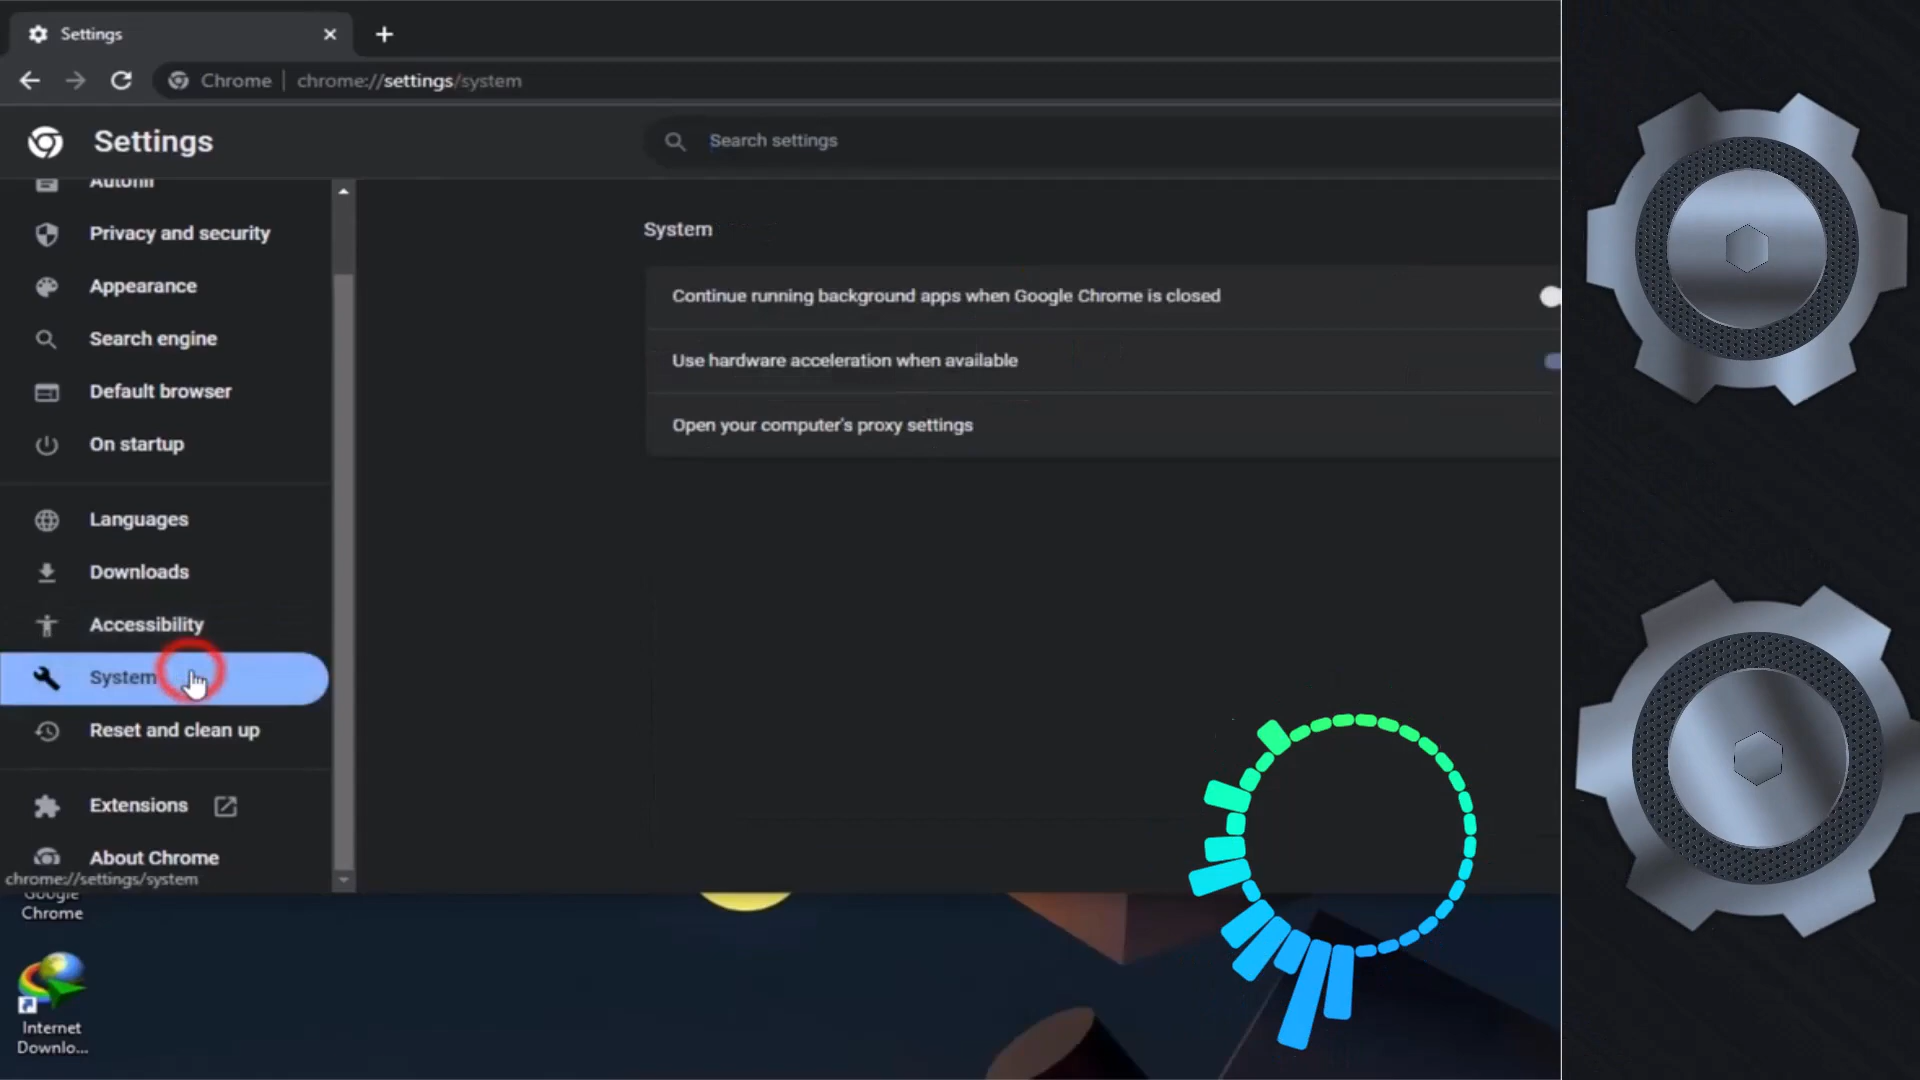 Settings
Chrome
chrome://settings/system
Settings
Search settings
Autofill
Privacy and security
Appearance
Search engine
Default browser
On startup
Languages
Downloads
Accessibility
System
Reset and clean up
Extensions
About Chrome
chrome://settings/system
System
Continue running background apps when Google Chrome is closed
Use hardware acceleration when available
Open your computer's proxy settings
Google
Chrome
Internet
Downlo...